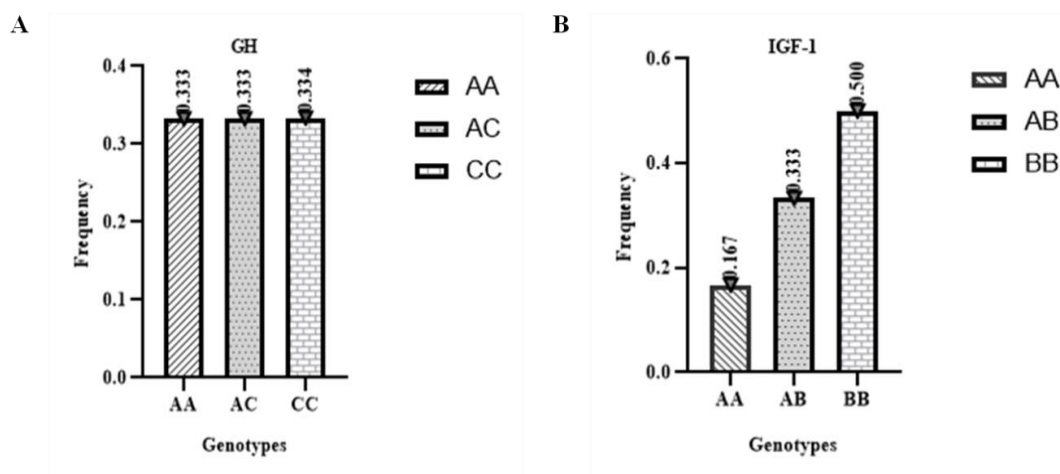 A
GH
0.4
0.3
0.2
0.1
0.0
Frequency
0.333
0.333
0.334
AA
AC
CC
Genotypes
AA
AC
CC
B
IGF-1
0.6
0.4
0.2
0.0
Frequency
0.167
0.333
0.500
AA
AB
BB
Genotypes
AA
AB
BB